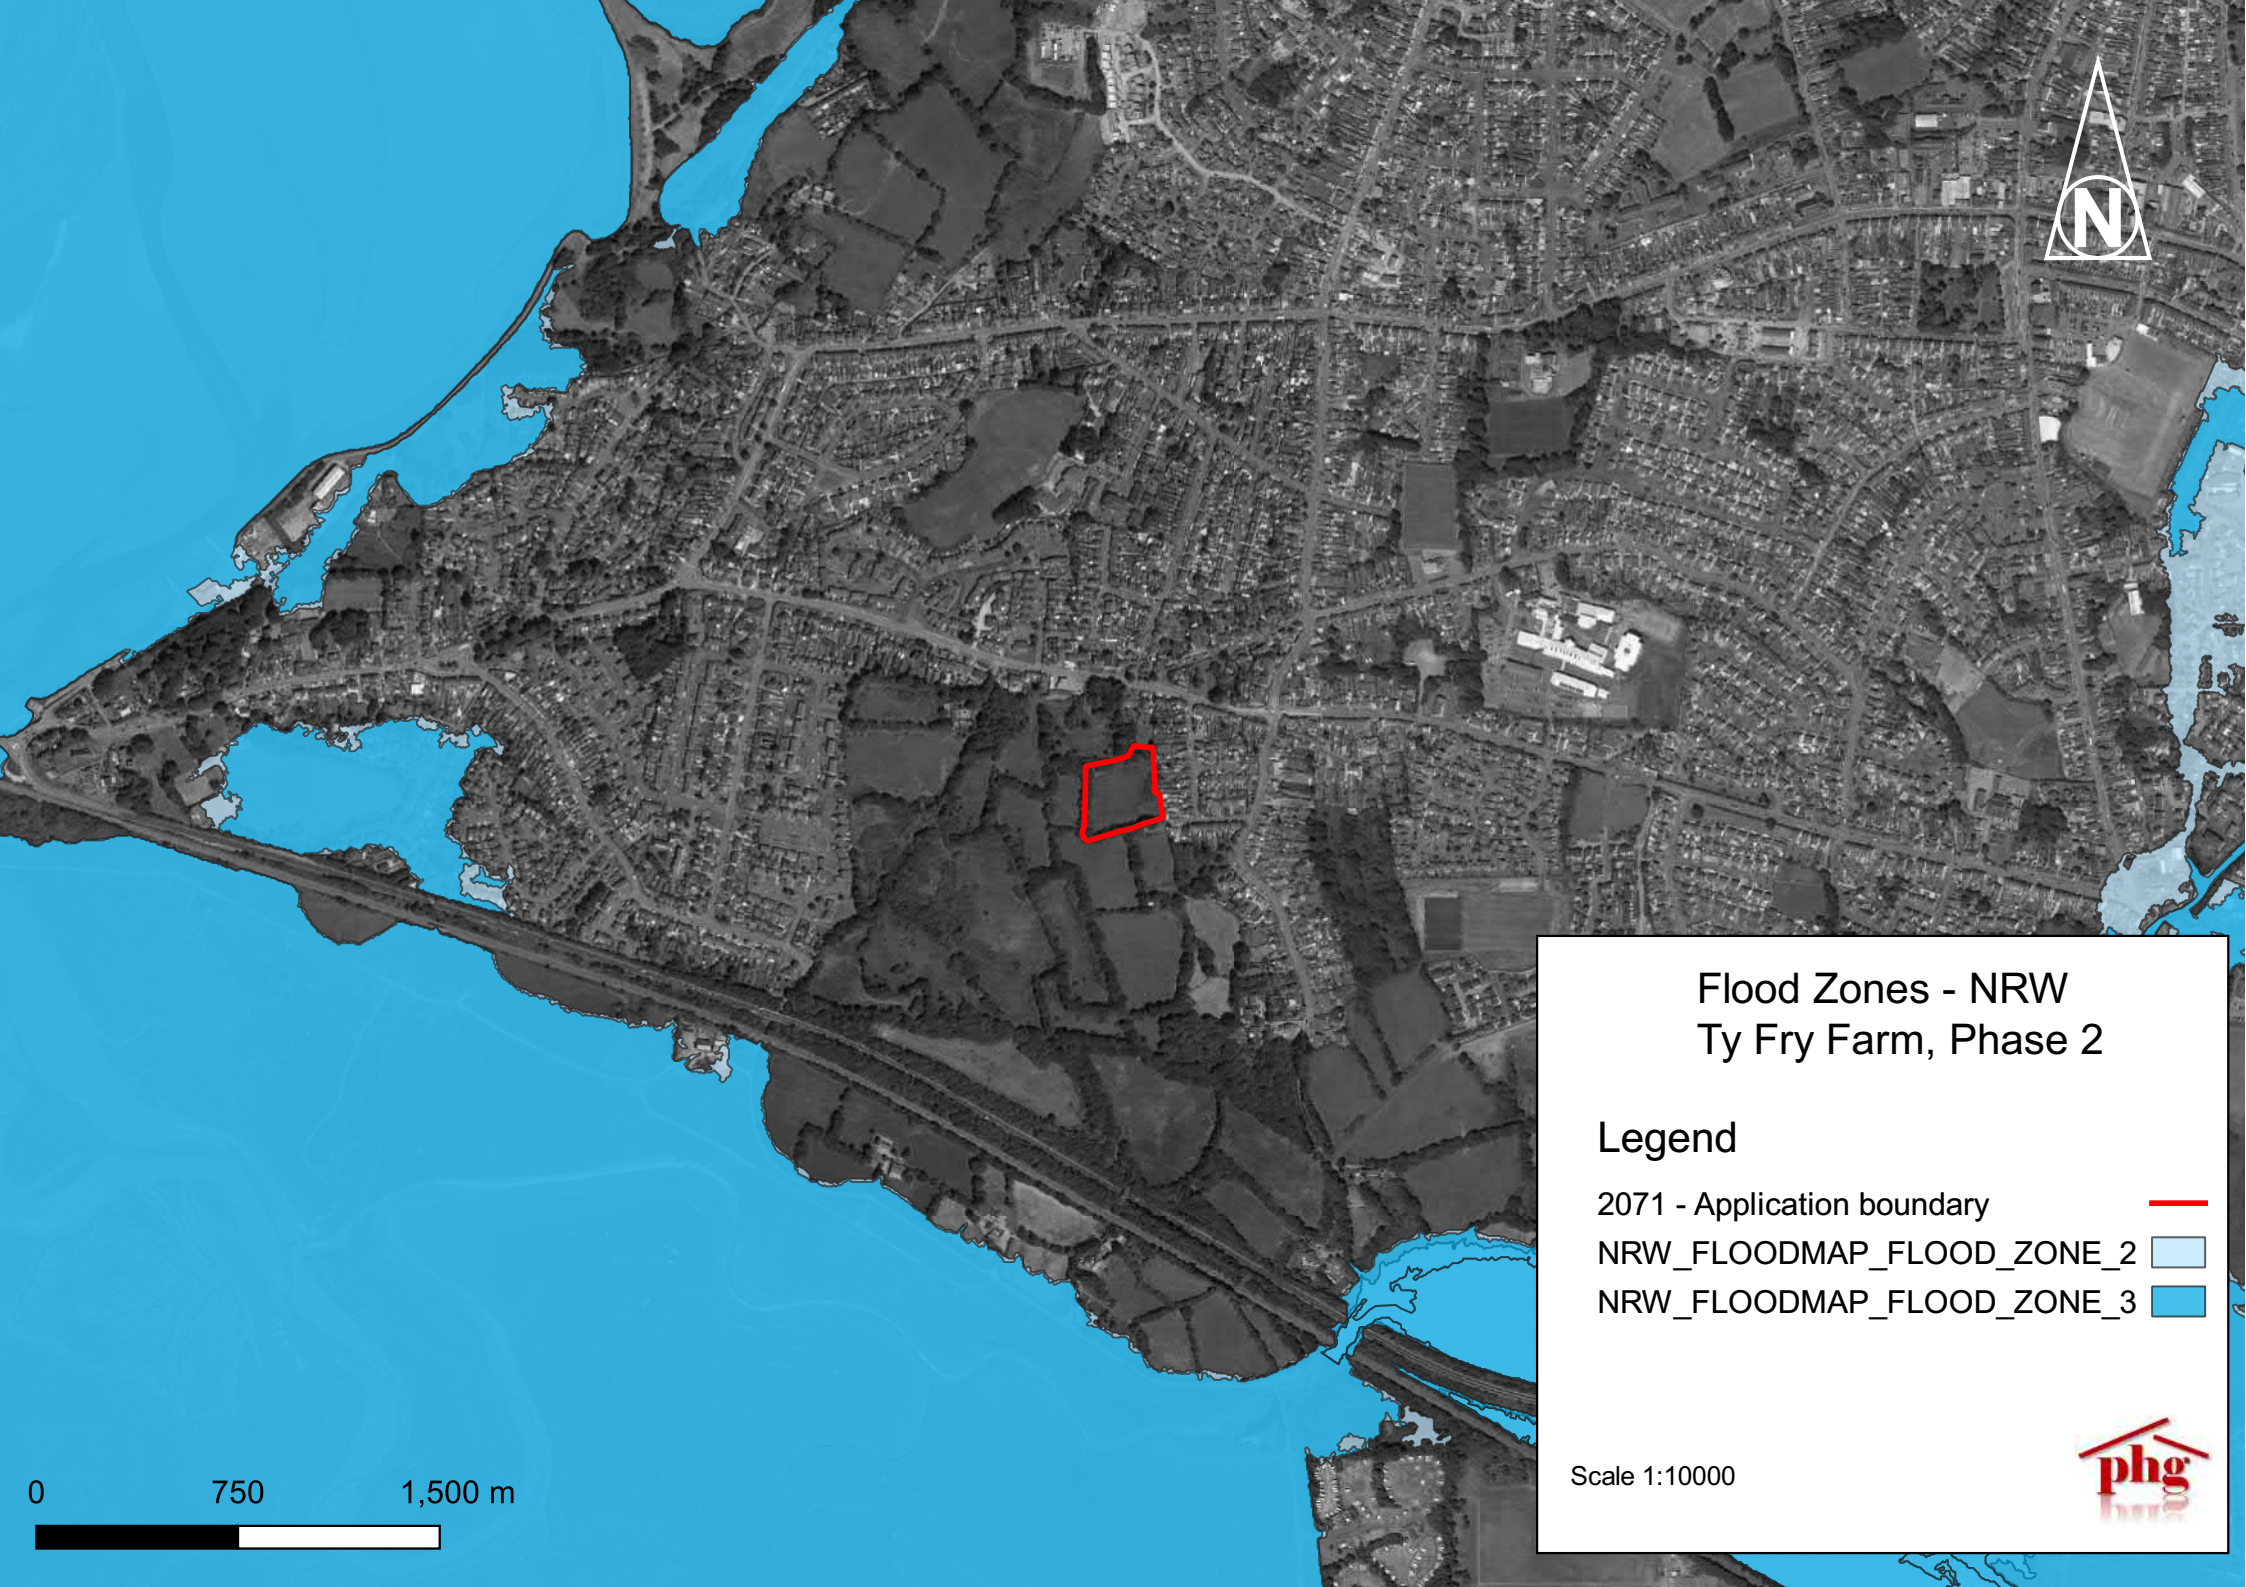 N
Flood Zones - NRW
Ty Fry Farm, Phase 2
Legend
2071 - Application boundary
NRW_FLOODMAP_FLOOD_ZONE_2
NRW_FLOODMAP_FLOOD_ZONE_3
Scale 1:10000
phg
0 750 1,500 m